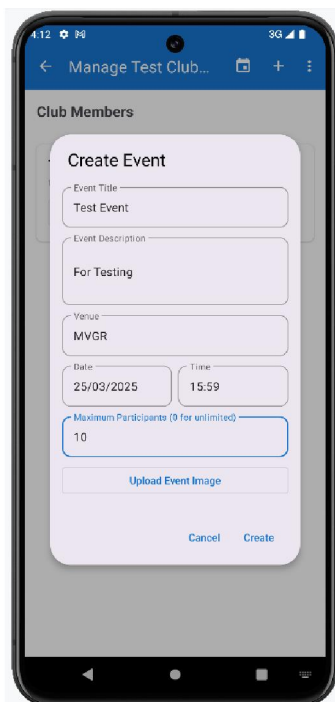 4:12
3G
Manage Test Club...
Club Members
Create Event
Event Title
Test Event
Event Description
For Testing
Venue
MVGR
Date
Time
25/03/2025
15:59
Maximum Participants (0 for unlimited)
10
Upload Event Image
Cancel
Create